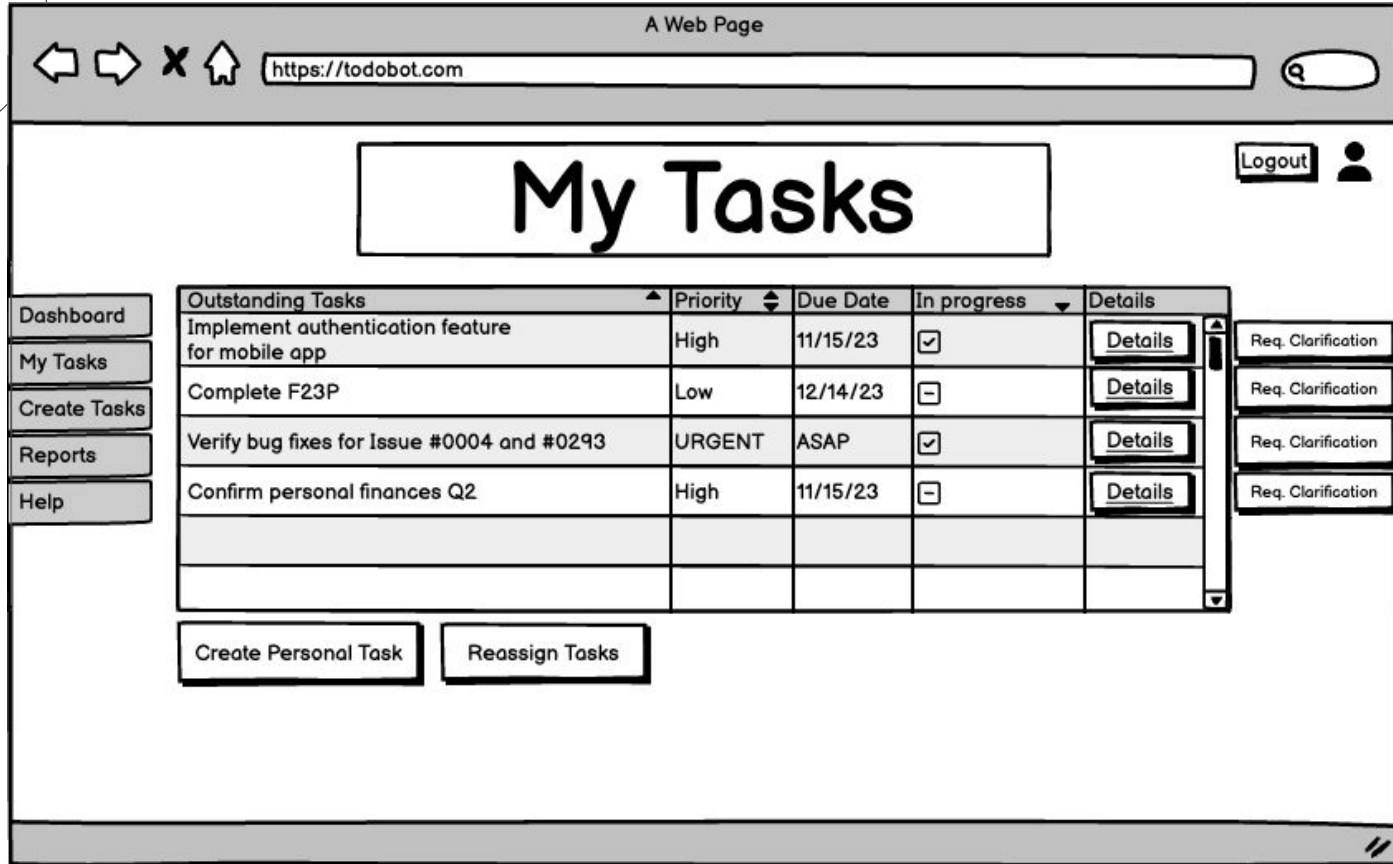 A Web Page
https://todobot.com
Logout
My Tasks
Dashboard
My Tasks
Create Tasks
Reports
Help
Outstanding Tasks Priority Due Date In progress Details
Implement authentication feature
for mobile app
High 11/15/23 Details Req. Clarification
Complete F23P Low 12/14/23 Details Req. Clarification
Verify bug fixes for Issue #0004 and #0293 URGENT ASAP Details Req. Clarification
Confirm personal finances Q2 High 11/15/23 Details Req. Clarification
Create Personal Task Reassign Tasks